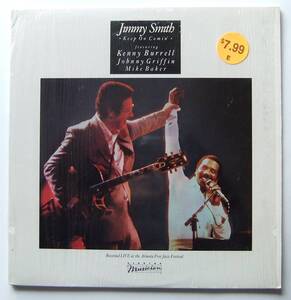 Jimmy Smith
• Keep On Comin' •
featuring
Kenny Burrell
Johnny Griffin
Mike Baker
$7.99
E
Recorded LIVE at the Atlanta Free Jazz Festival
Musician